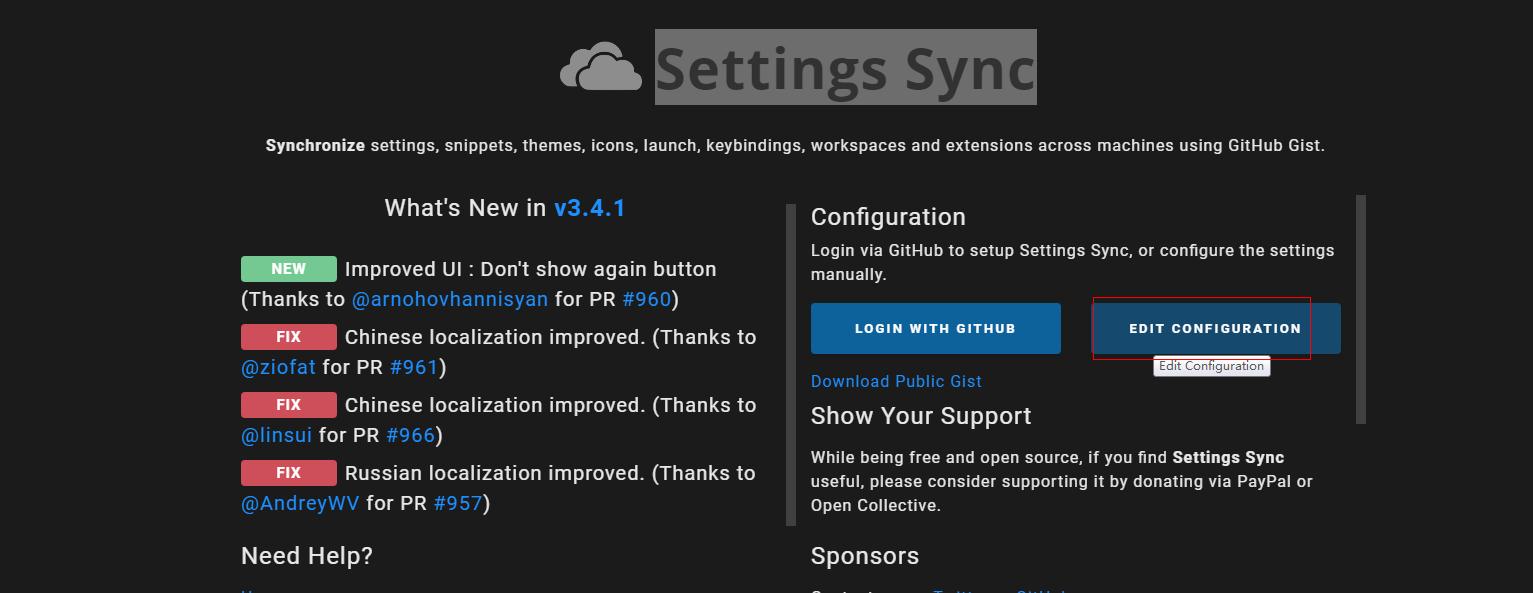 Settings Sync
Synchronize settings, snippets, themes, icons, launch, keybindings, workspaces and extensions across machines using GitHub Gist.
What's New in v3.4.1
NEW Improved UI : Don't show again button
(Thanks to @arnohovhannisyan for PR #960)
FIX Chinese localization improved. (Thanks to
@ziofat for PR #961)
FIX Chinese localization improved. (Thanks to
@linsui for PR #966)
FIX Russian localization improved. (Thanks to
@AndreyWV for PR #957)
Need Help?
Configuration
Login via GitHub to setup Settings Sync, or configure the settings
manually.
LOGIN WITH GITHUB
EDIT CONFIGURATION
Edit Configuration
Download Public Gist
Show Your Support
While being free and open source, if you find Settings Sync
useful, please consider supporting it by donating via PayPal or
Open Collective.
Sponsors